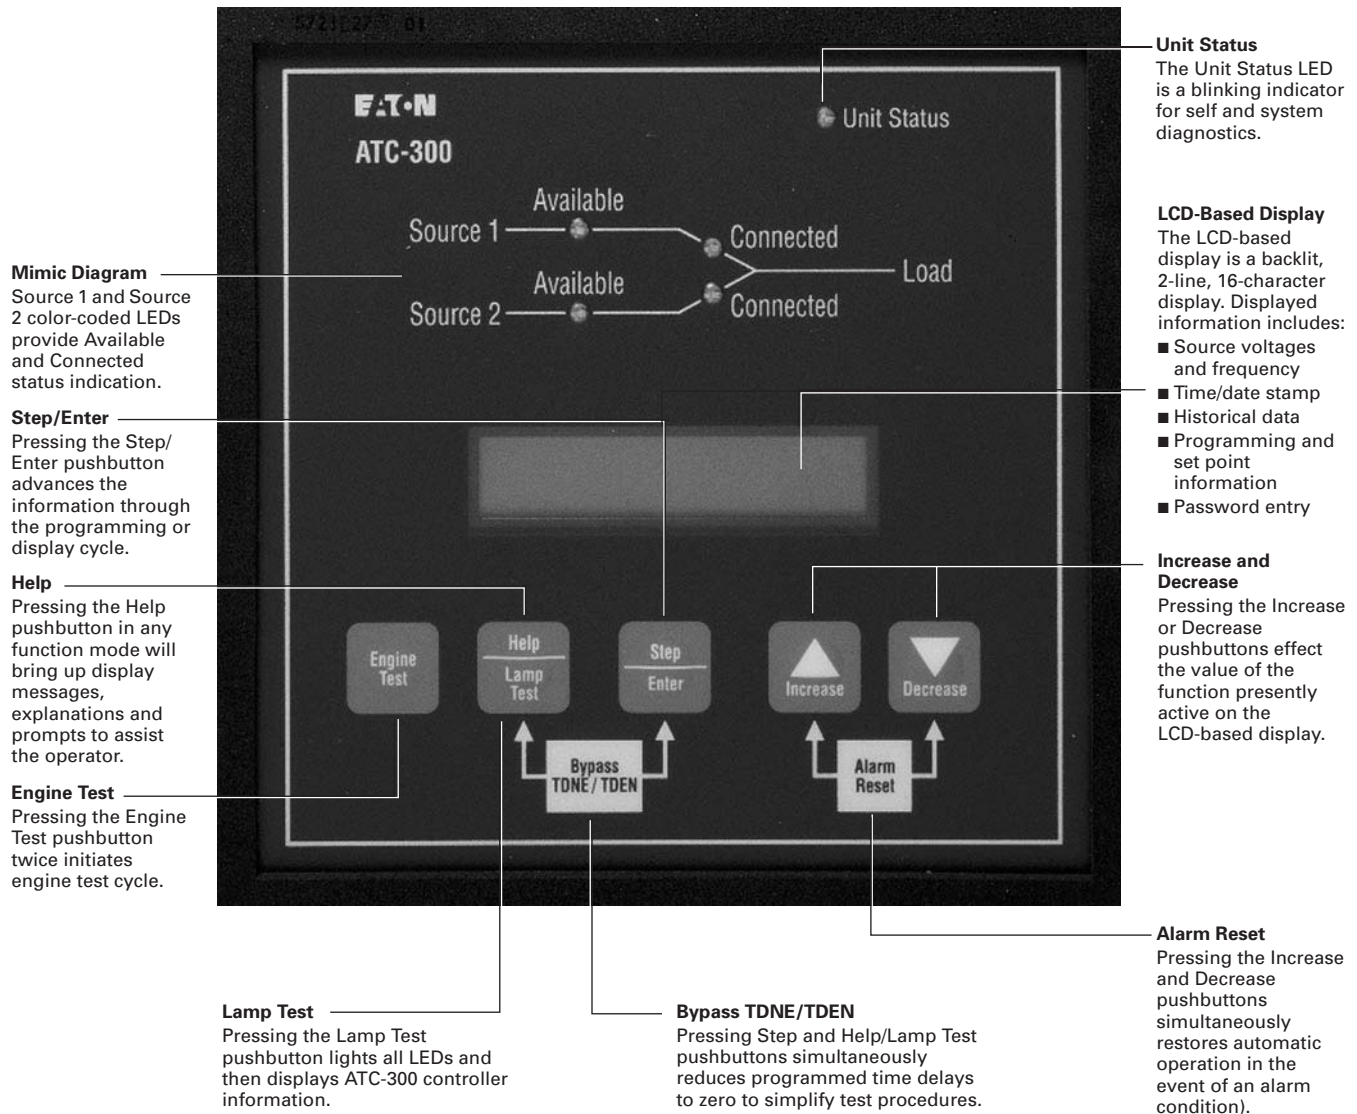 Unit Status
The Unit Status LED
is a blinking indicator
for self and system
diagnostics.
LCD-Based Display
The LCD-based
display is a backlit,
2-line, 16-character
display. Displayed
information includes:
■ Source voltages
and frequency
■ Time/date stamp
■ Historical data
■ Programming and
set point
information
■ Password entry
Increase and
Decrease
Pressing the Increase
or Decrease
pushbuttons effect
the value of the
function presently
active on the
LCD-based display.
Alarm Reset
Pressing the Increase
and Decrease
pushbuttons
simultaneously
restores automatic
operation in the
event of an alarm
condition).
Mimic Diagram
Source 1 and Source
2 color-coded LEDs
provide Available
and Connected
status indication.
Step/Enter
Pressing the Step/
Enter pushbutton
advances the
information through
the programming or
display cycle.
Help
Pressing the Help
pushbutton in any
function mode will
bring up display
messages,
explanations and
prompts to assist
the operator.
Engine Test
Pressing the Engine
Test pushbutton
twice initiates
engine test cycle.
Lamp Test
Pressing the Lamp Test
pushbutton lights all LEDs and
then displays ATC-300 controller
information.
Bypass TDNE/TDEN
Pressing Step and Help/Lamp Test
pushbuttons simultaneously
reduces programmed time delays
to zero to simplify test procedures.
EATON
ATC-300
Unit Status
Available
Source 1
Connected
Load
Available
Source 2
Connected
Engine
Test
Help
Lamp
Test
Step
Enter
Increase
Decrease
Bypass
TDNE / TDEN
Alarm
Reset